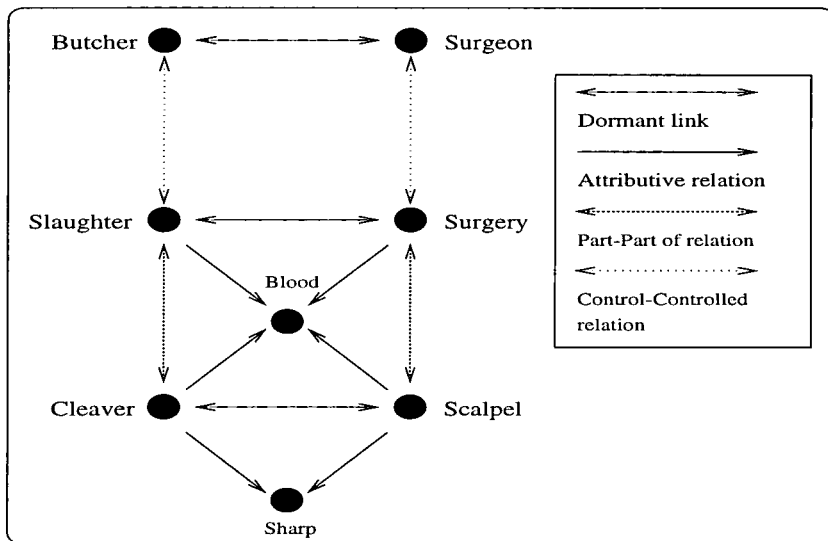 Butcher
Surgeon
Dormant link
Attributive relation
Slaughter
Surgery
Part-Part of relation
Blood
Control-Controlled
relation
Cleaver
Scalpel
Sharp